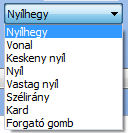 Nyílhegy
Nyílhegy
Vonal
Keskeny nyíl
Nyíl
Vastag nyíl
Szélirány
Kard
Forgató gomb